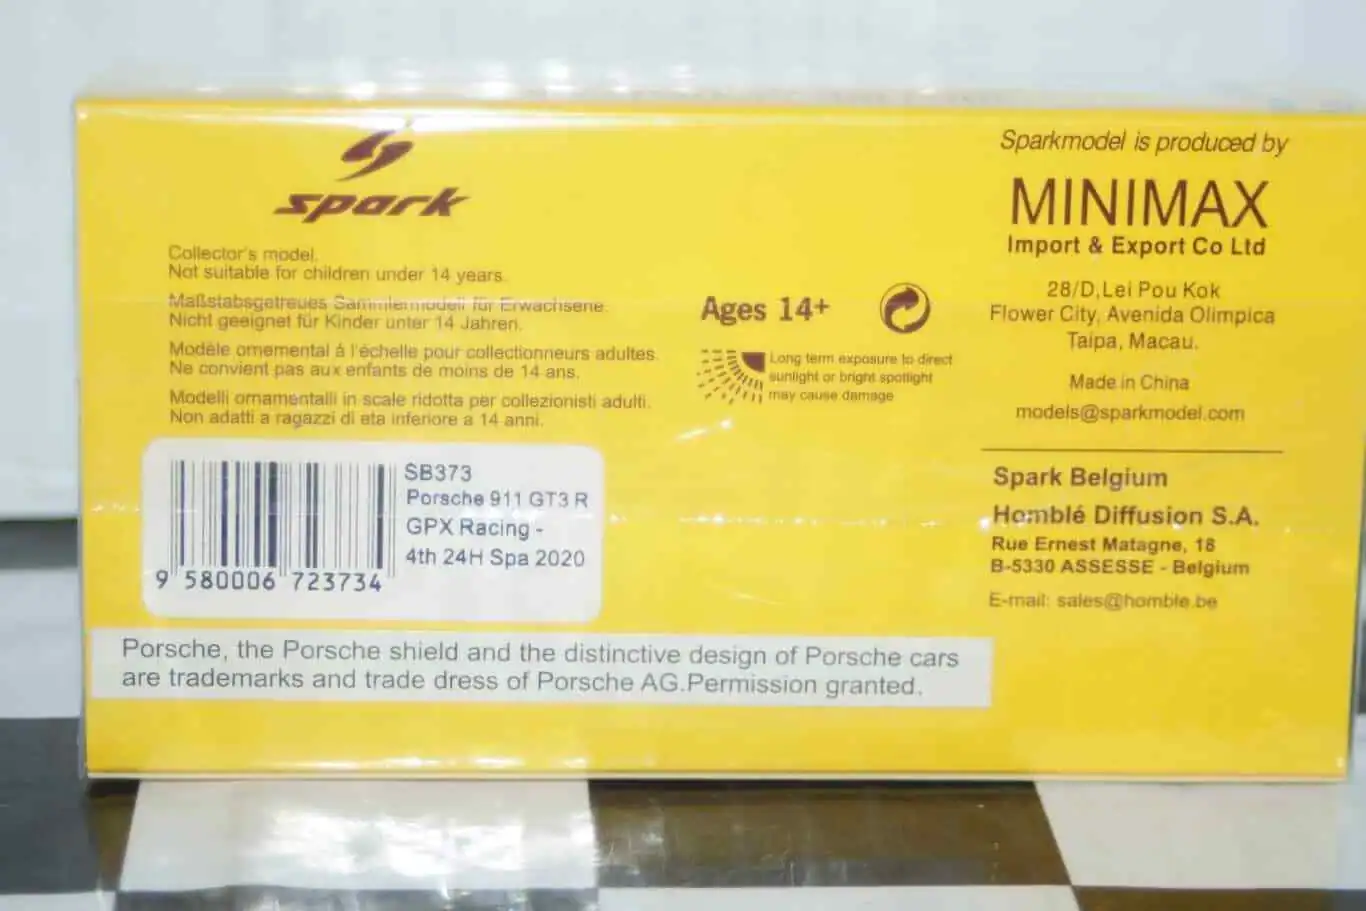 spark
Collector's model.
Not suitable for children under 14 years.
Maßstabsgetreues Sammlermodell für Erwachsene.
Nicht geeignet für Kinder unter 14 Jahren.
Modèle ornemental à l'échelle pour collectionneurs adultes.
Ne convient pas aux enfants de moins de 14 ans.
Modelli ornamentalli in scale ridotta per collezionisti adulti.
Non adatti a ragazzi di eta inferiore a 14 anni.
Ages 14+
Long term exposure to direct
sunlight or bright spotlight
may cause damage
SB373
Porsche 911 GT3 R
GPX Racing -
4th 24H Spa 2020
9 580006 723734
Porsche, the Porsche shield and the distinctive design of Porsche cars
are trademarks and trade dress of Porsche AG.Permission granted.
Sparkmodel is produced by
MINIMAX
Import & Export Co Ltd
28/D,Lei Pou Kok
Flower City, Avenida Olimpica
Taipa, Macau.
Made in China
models@sparkmodel.com
Spark Belgium
Homblé Diffusion S.A.
Rue Ernest Matagne, 18
B-5330 ASSESSE - Belgium
E-mail: sales@homble.be